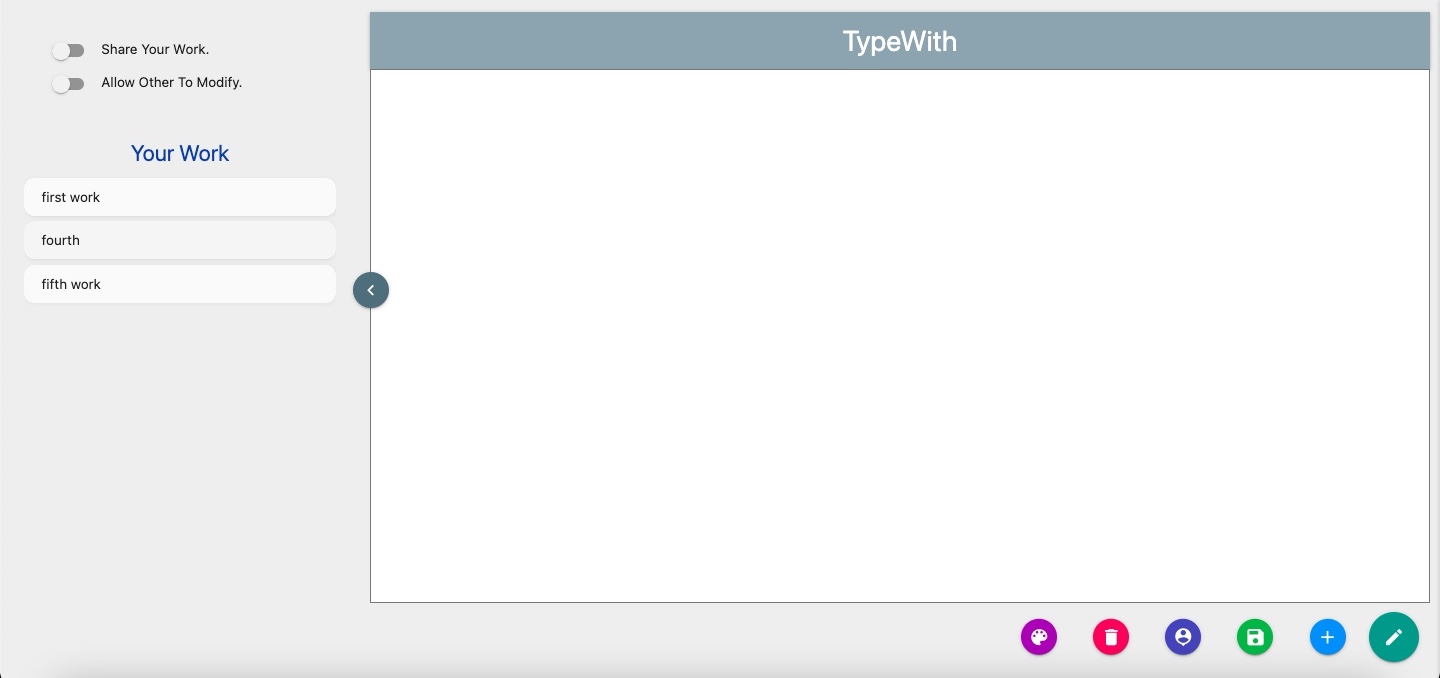 Share Your Work.
Allow Other To Modify.
Your Work
first work
fourth
fifth work
TypeWith